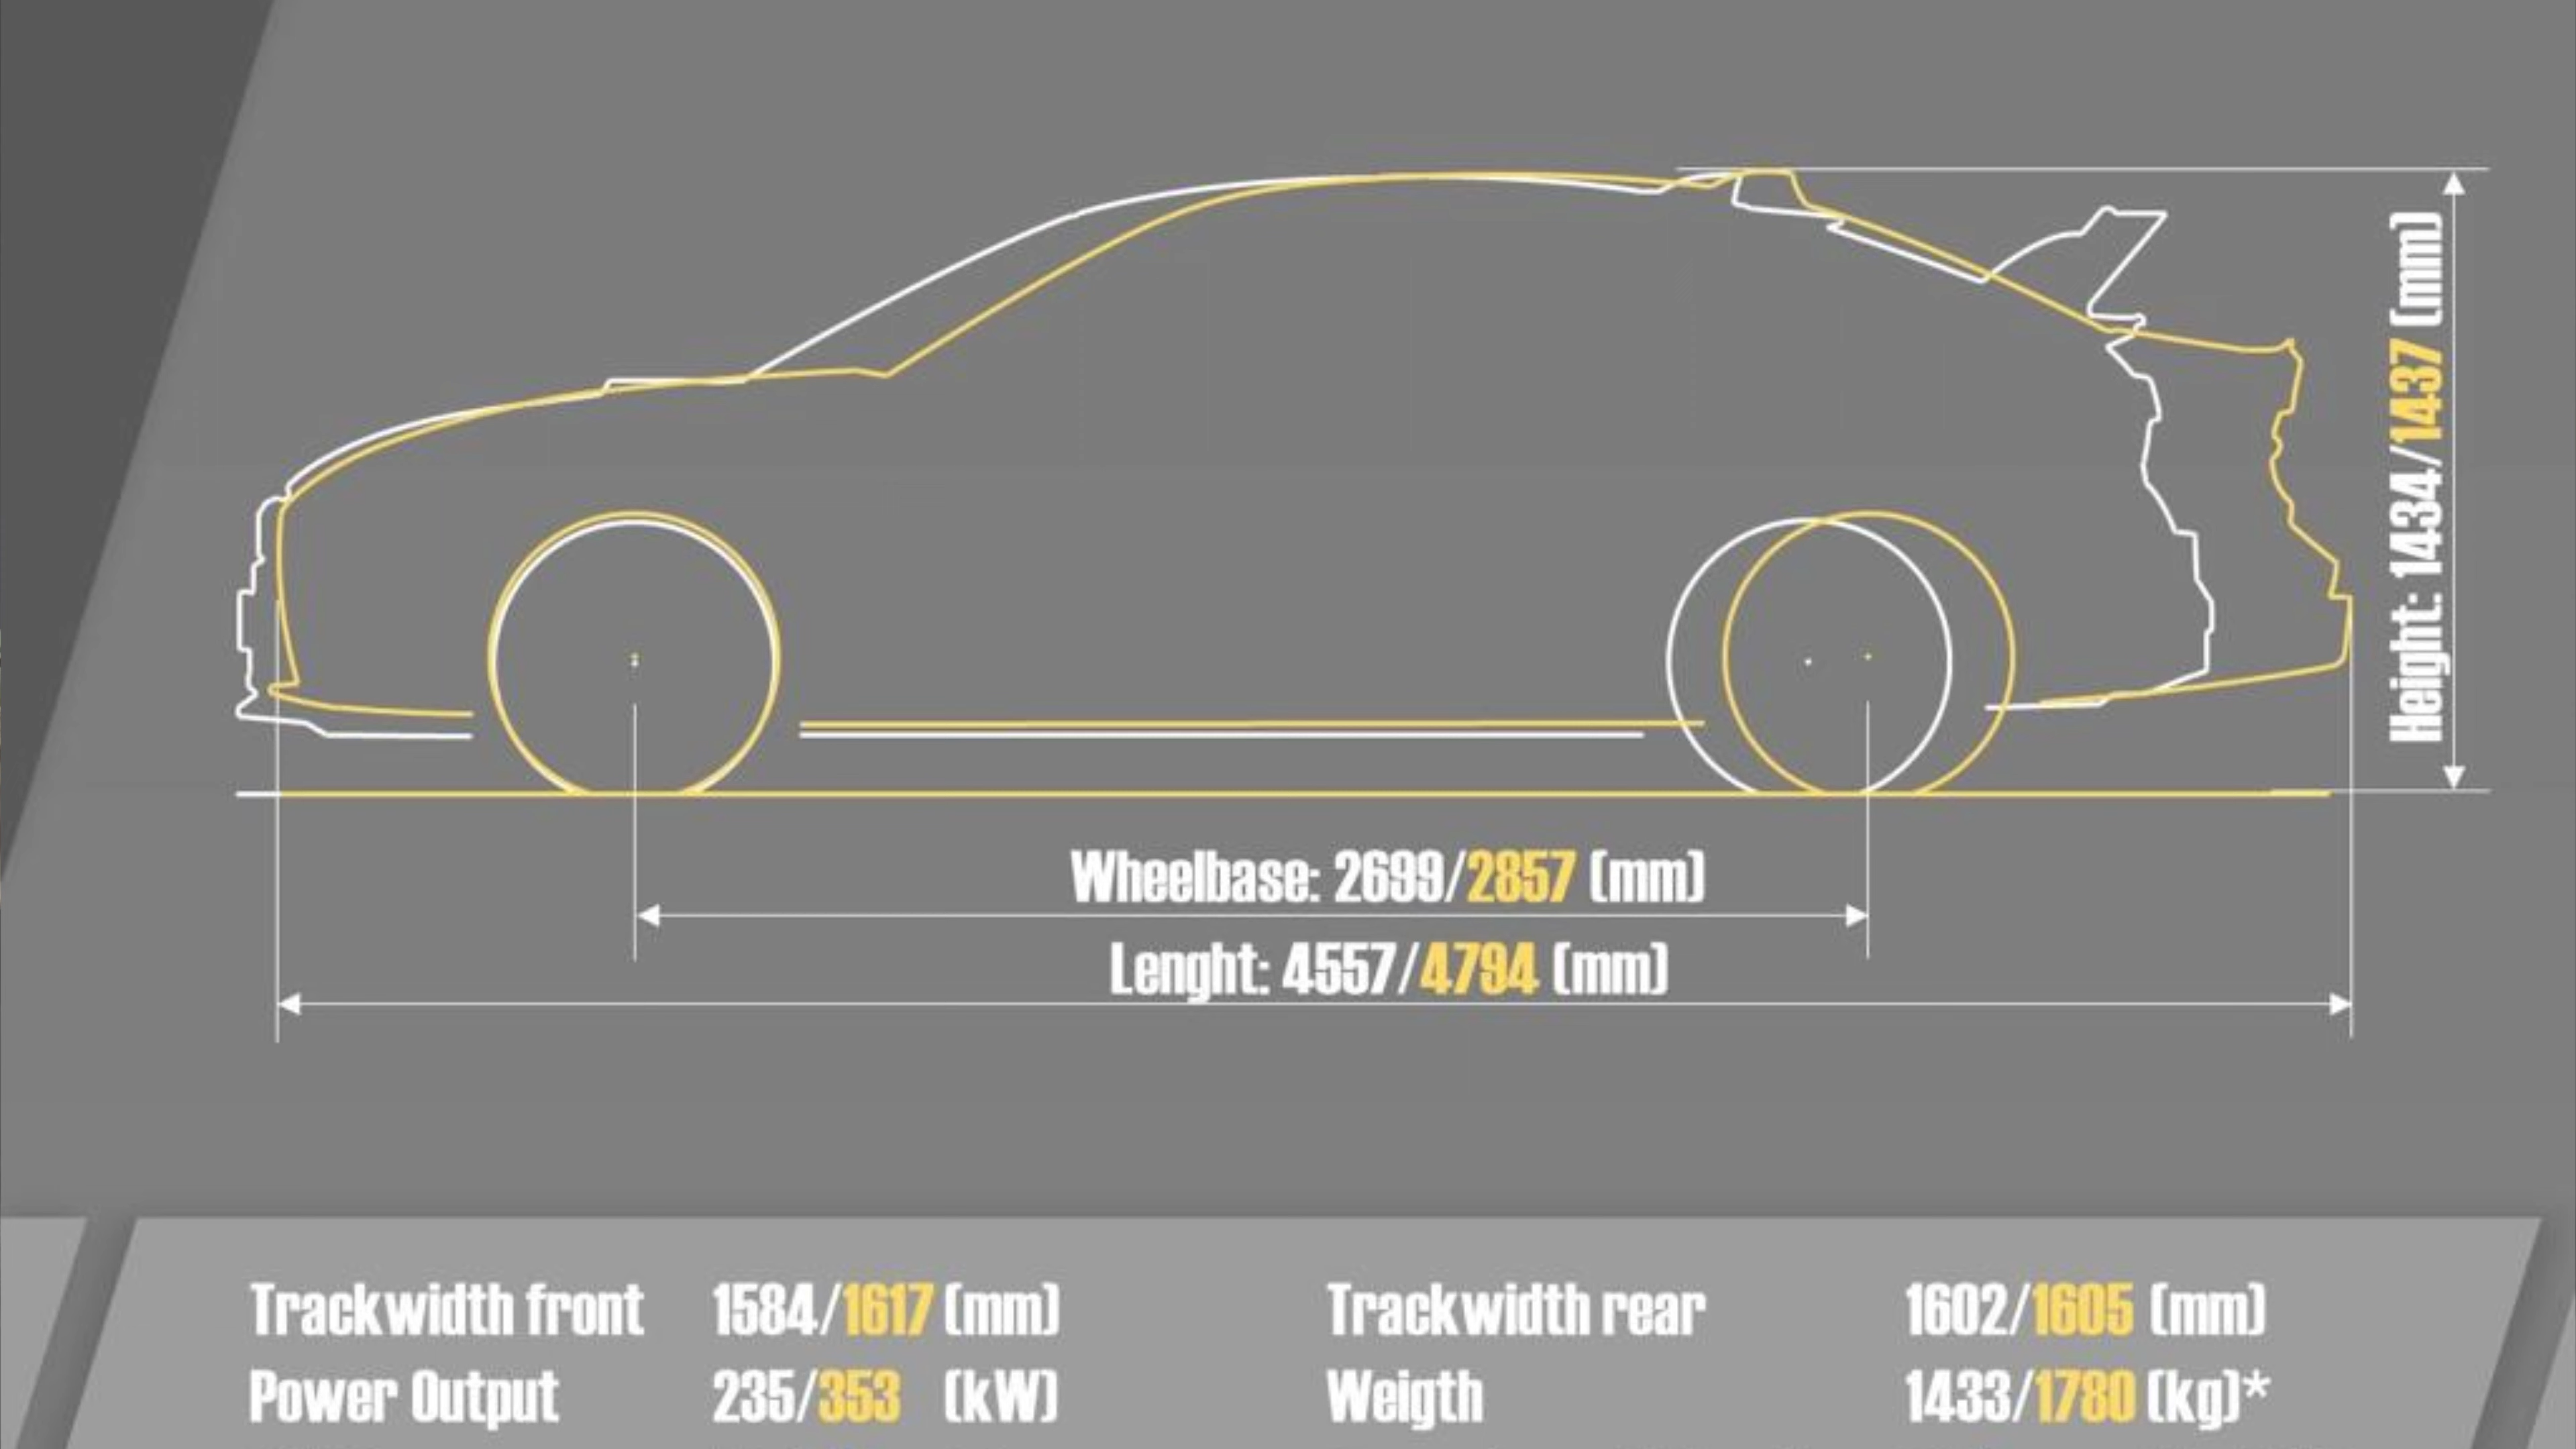 Height: 1434/1437 (mm)
Wheelbase: 2699/2857 (mm)
Lenght: 4557/4794 (mm)
Trackwidth front 1584/1617 (mm) Trackwidth rear 1602/1605 (mm)
Power Output 235/353 (kW) Weigth 1433/1780 (kg)*